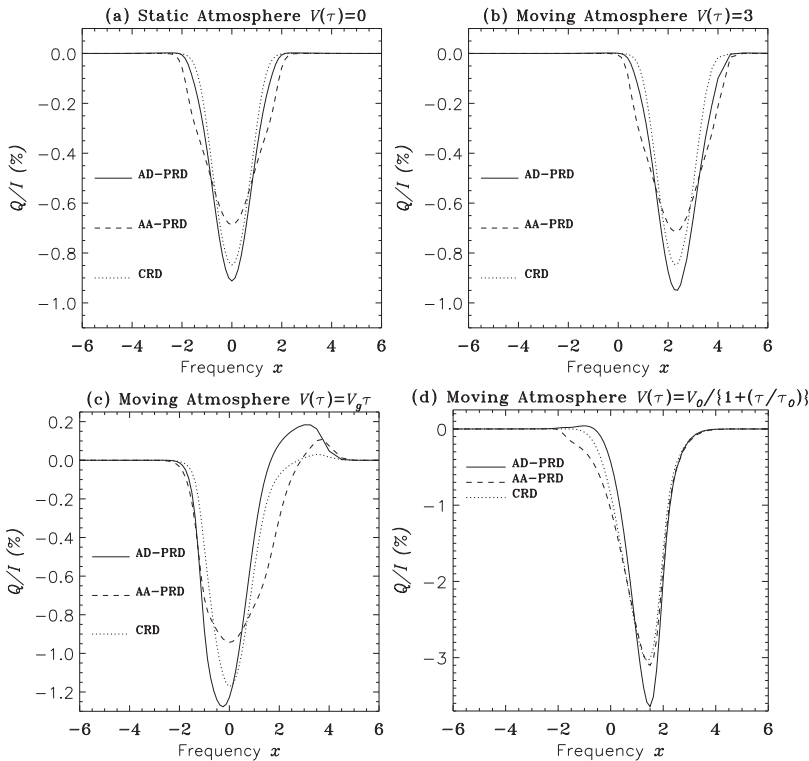 (a) Static Atmosphere V(τ)=0
0.0
−0.2
−0.4
−0.6
−0.8
−1.0
Q/I (%)
AD−PRD
AA−PRD
CRD
−6 −4 −2 0 2 4 6
Frequency x
(b) Moving Atmosphere V(τ)=3
0.0
−0.2
−0.4
−0.6
−0.8
−1.0
Q/I (%)
AD−PRD
AA−PRD
CRD
−6 −4 −2 0 2 4 6
Frequency x
(c) Moving Atmosphere V(τ)=Vgτ
0.2
0.0
−0.2
−0.4
−0.6
−0.8
−1.0
−1.2
Q/I (%)
AD−PRD
AA−PRD
CRD
−6 −4 −2 0 2 4 6
Frequency x
(d) Moving Atmosphere V(τ)=V0/{1+(τ/τ0)}
0
−1
−2
−3
Q/I (%)
AD−PRD
AA−PRD
CRD
−6 −4 −2 0 2 4 6
Frequency x